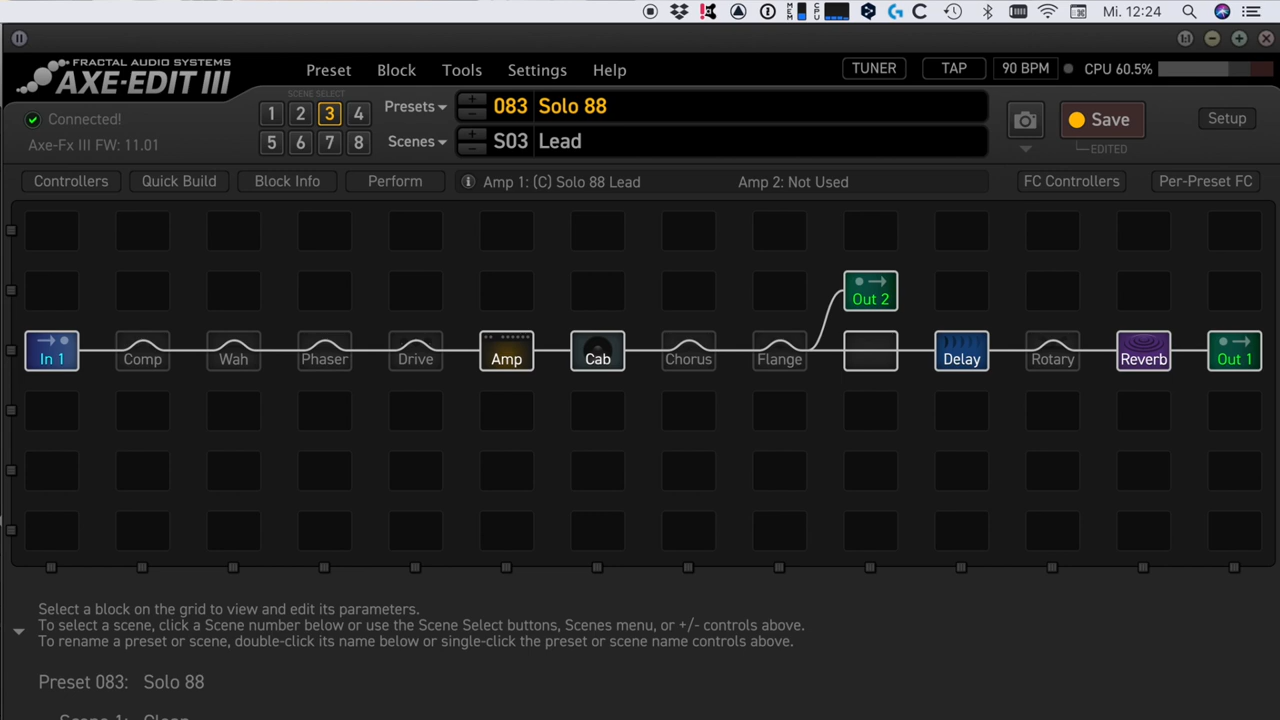 MEM
CPU
Mi. 12:24
FRACTAL AUDIO SYSTEMS
AXE-EDIT III
Preset Block Tools Settings Help
TUNER TAP 90 BPM CPU 60.5%
SCENE SELECT
1 2 3 4
Presets 083 Solo 88
Connected!
Save
Setup
5 6 7 8
Scenes S03 Lead
Axe-Fx III FW: 11.01
EDITED
Controllers Quick Build Block Info Perform Amp 1: (C) Solo 88 Lead Amp 2: Not Used FC Controllers Per-Preset FC
Out 2
In 1 Comp Wah Phaser Drive Amp Cab Chorus Flange Delay Rotary Reverb Out 1
Select a block on the grid to view and edit its parameters.
To select a scene, click a Scene number below or use the Scene Select buttons, Scenes menu, or +/- controls above.
To rename a preset or scene, double-click its name below or single-click the preset or scene name controls above.
Preset 083: Solo 88
Scene 1: Clean